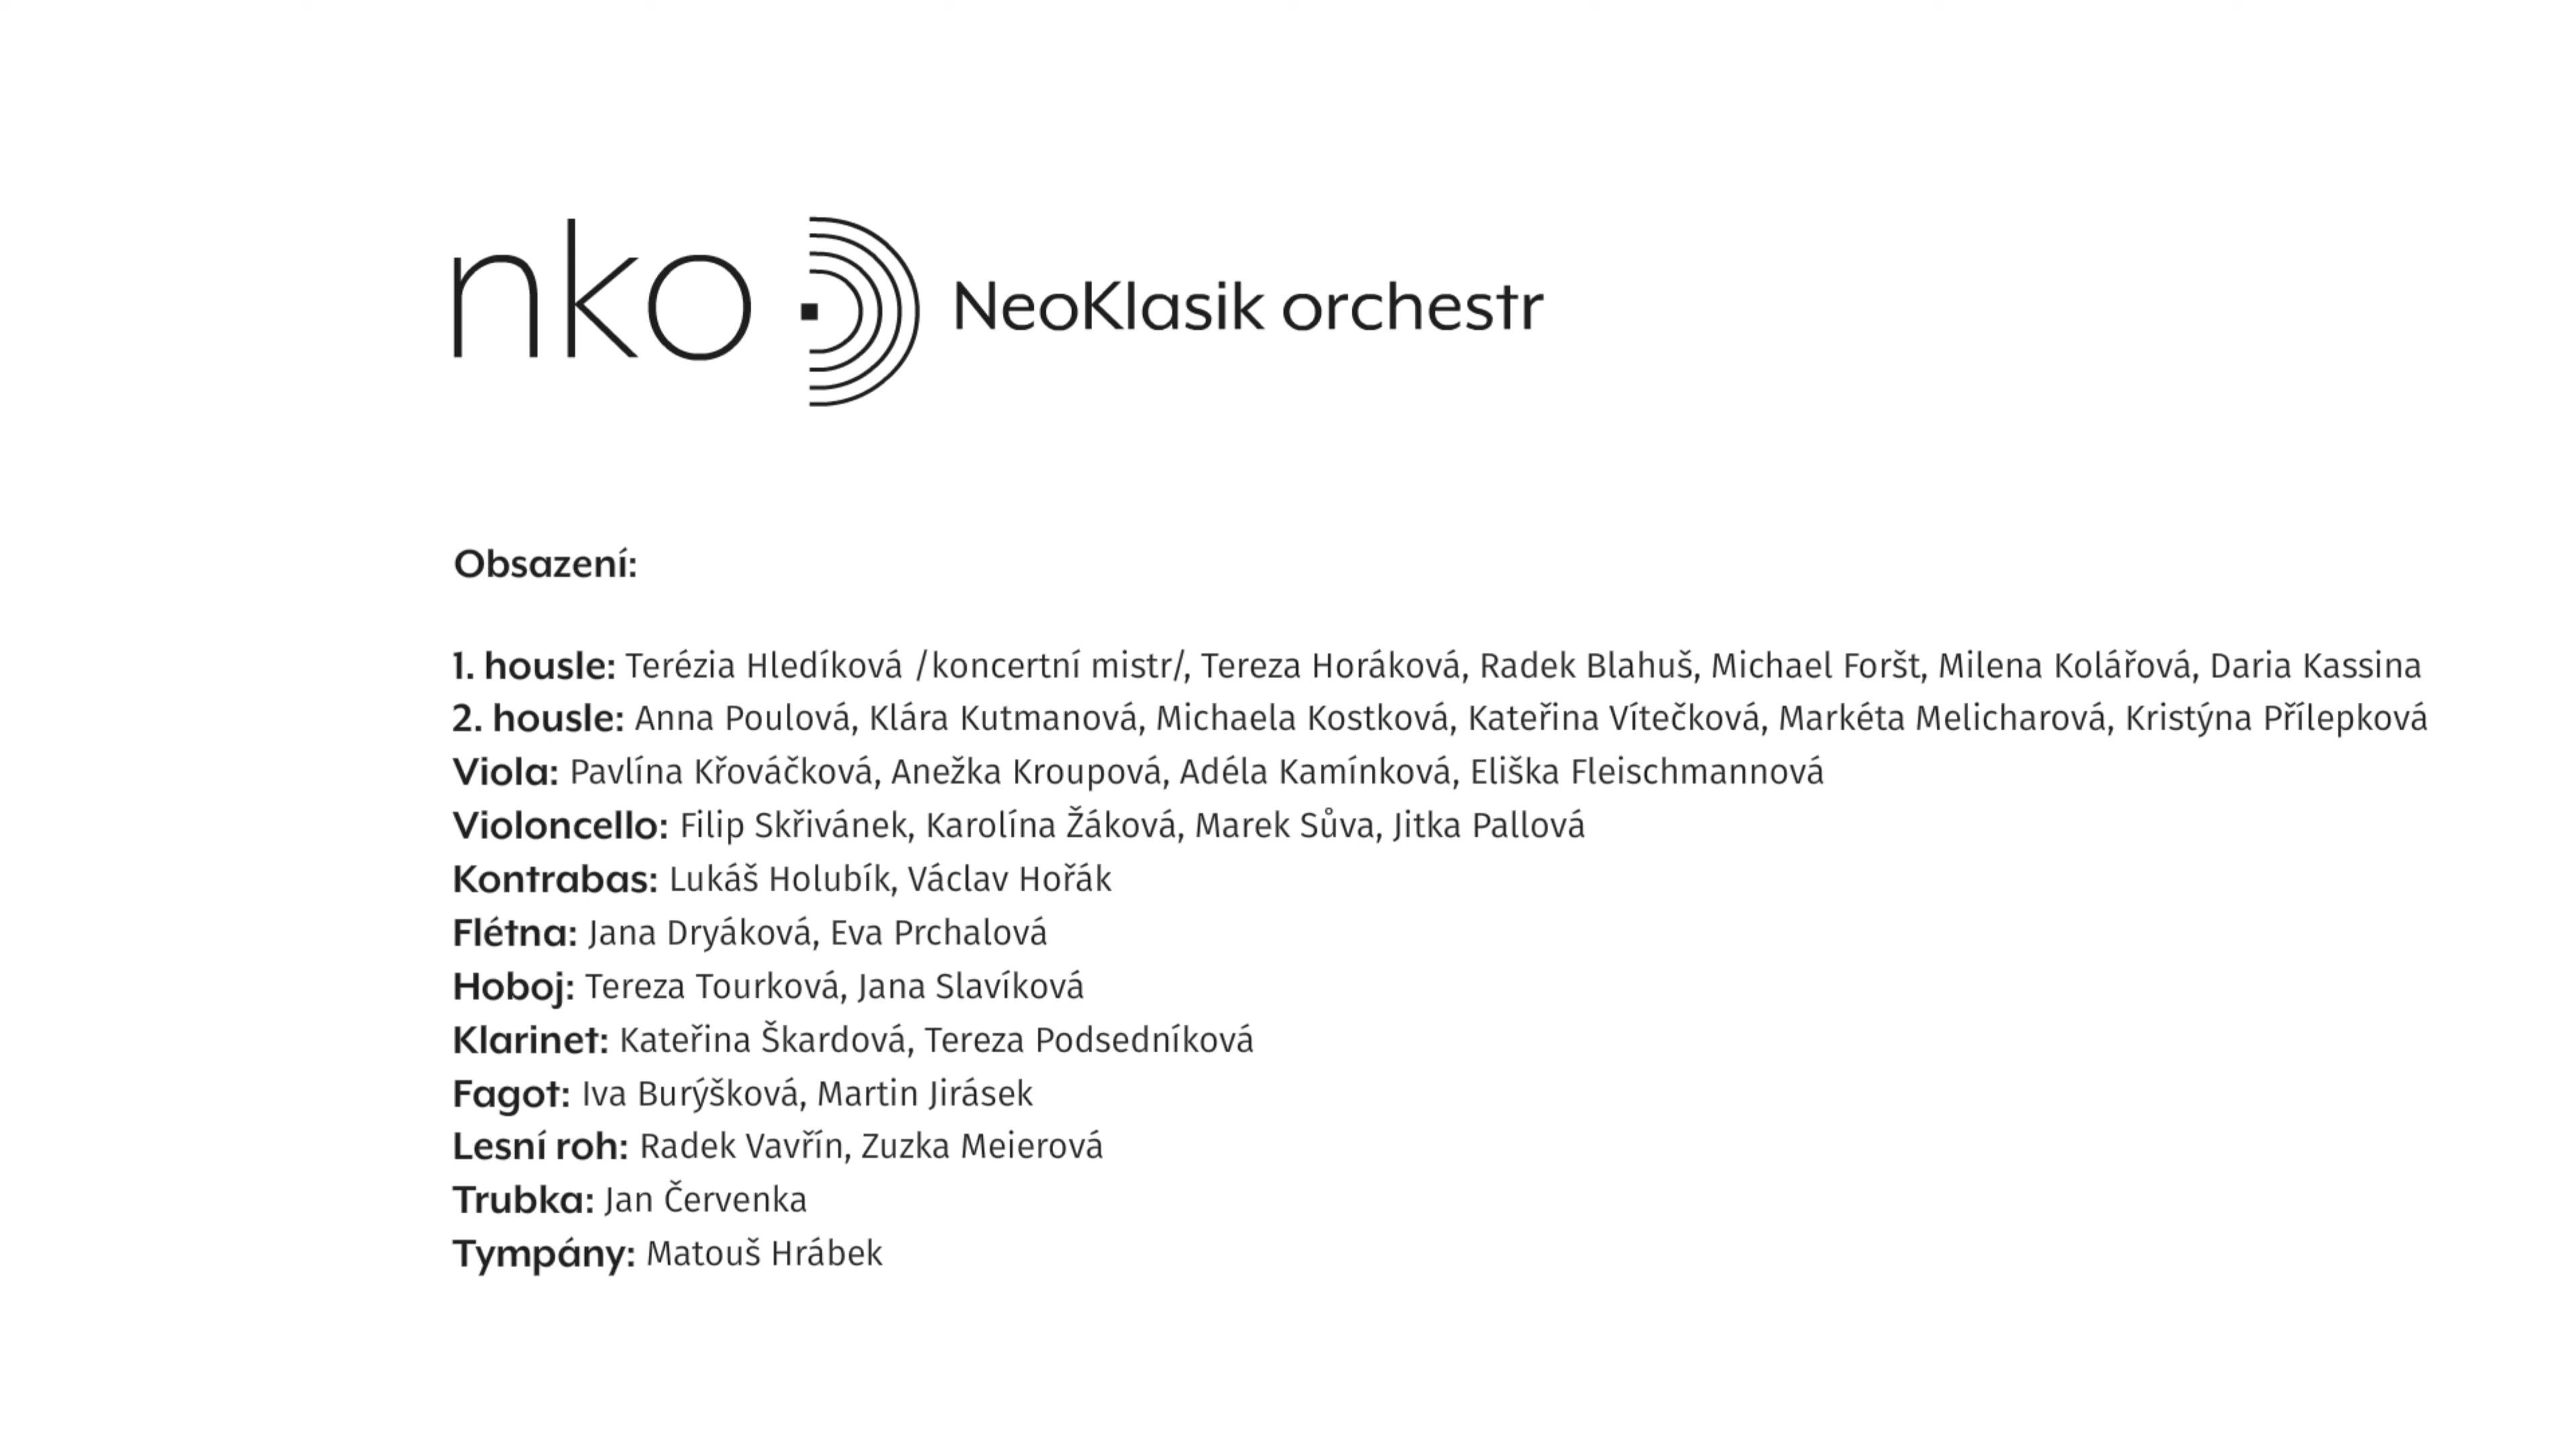 nko NeoKlasik orchestr
Obsazení:
1. housle: Terézia Hledíková /koncertní mistr/, Tereza Horáková, Radek Blahuš, Michael Foršt, Milena Kolářová, Daria Kassina
2. housle: Anna Poulová, Klára Kutmanová, Michaela Kostková, Kateřina Vítečková, Markéta Melicharová, Kristýna Přílepková
Viola: Pavlína Křováčková, Anežka Kroupová, Adéla Kamínková, Eliška Fleischmannová
Violoncello: Filip Skřivánek, Karolína Žáková, Marek Sůva, Jitka Pallová
Kontrabas: Lukáš Holubík, Václav Hořák
Flétna: Jana Dryáková, Eva Prchalová
Hoboj: Tereza Tourková, Jana Slavíková
Klarinet: Kateřina Škardová, Tereza Podsedníková
Fagot: Iva Burýšková, Martin Jirásek
Lesní roh: Radek Vavřín, Zuzka Meierová
Trubka: Jan Červenka
Tympány: Matouš Hrábek